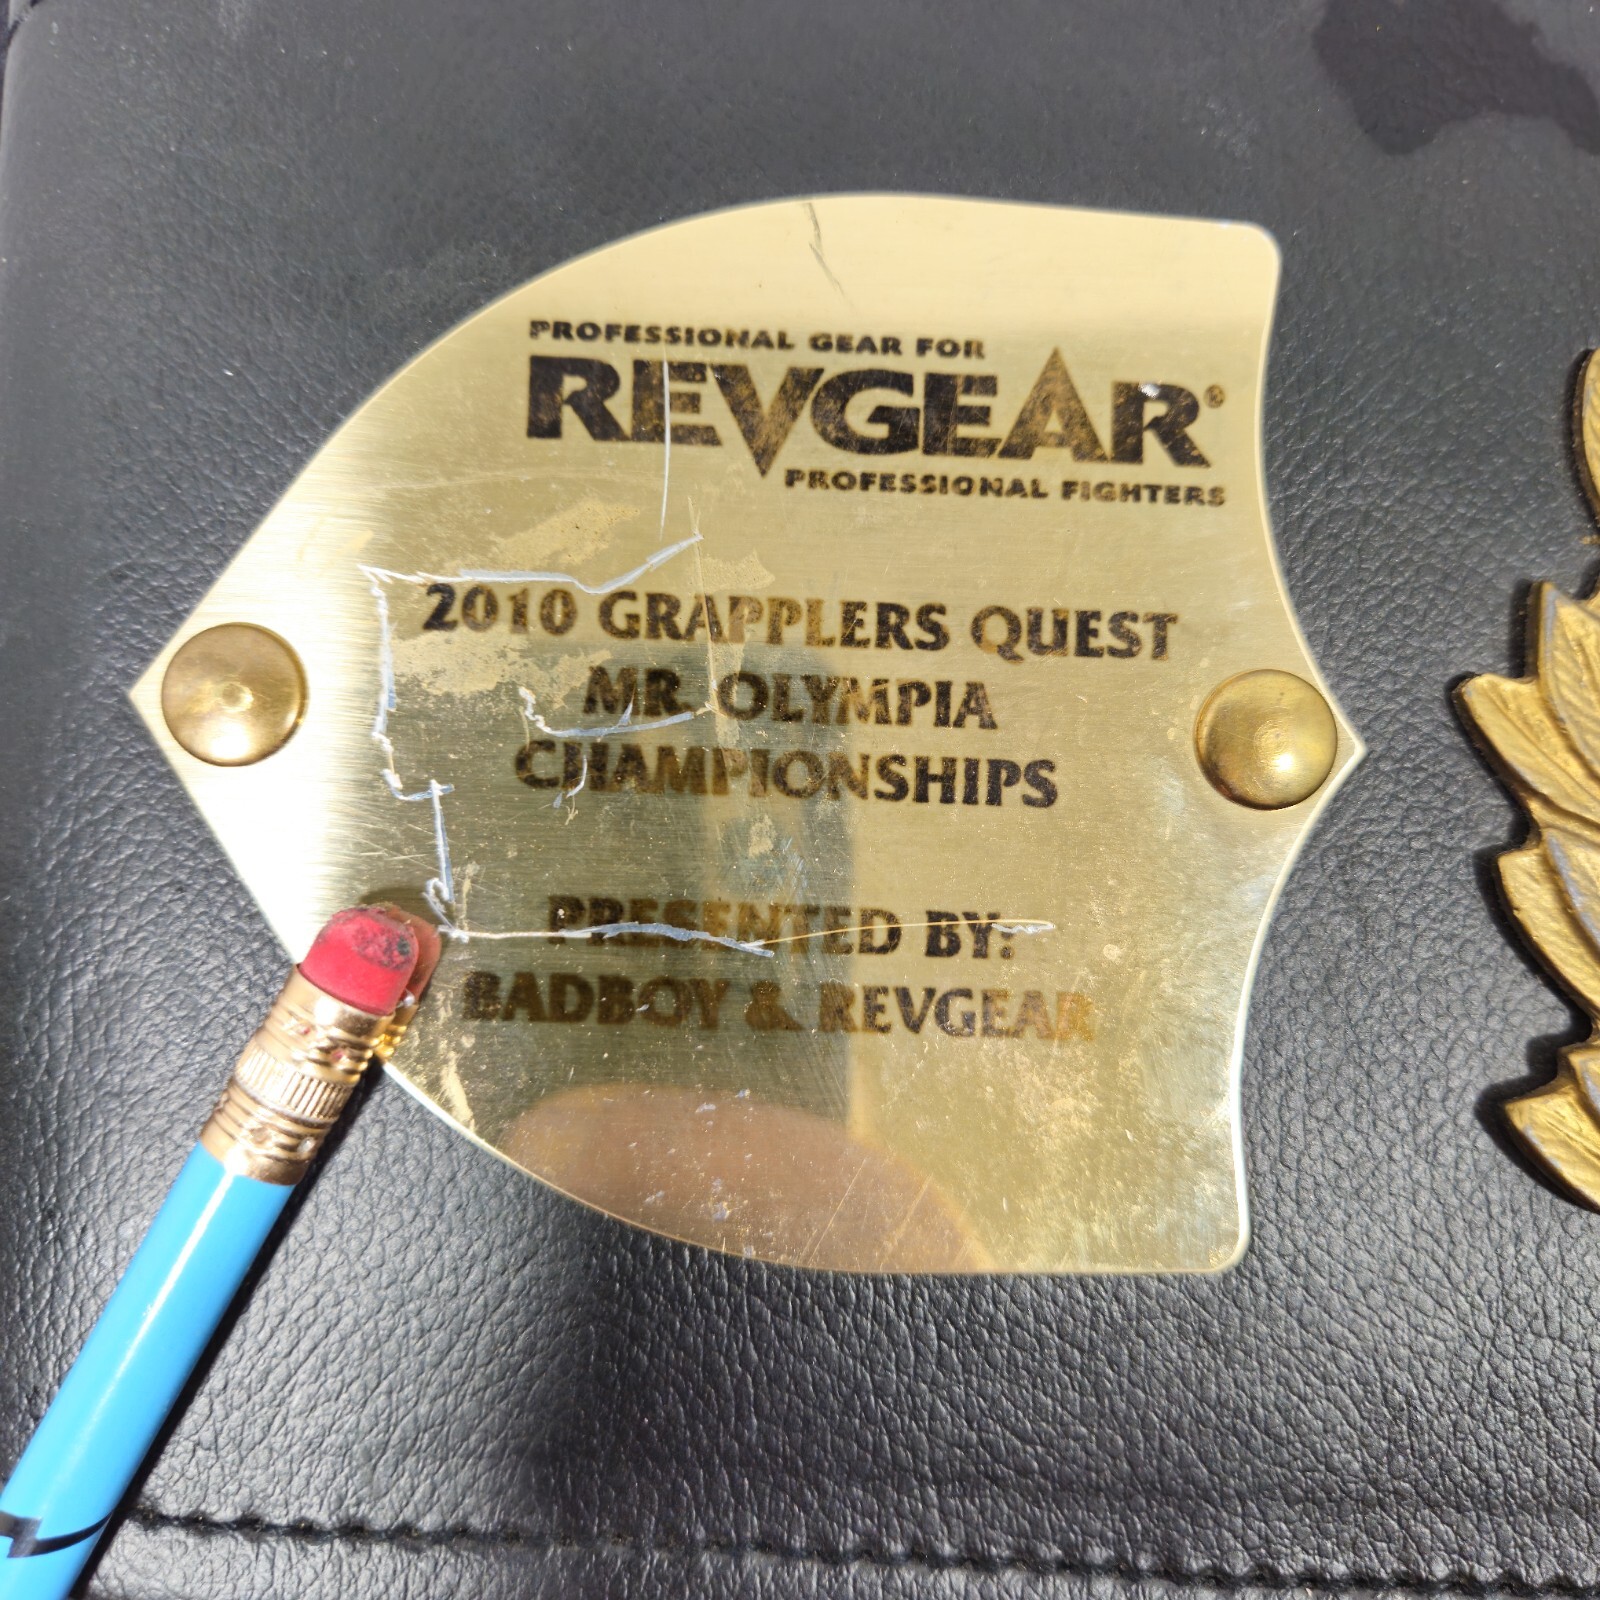 PROFESSIONAL GEAR FOR
REVGEAR®
PROFESSIONAL FIGHTERS
2010 GRAPPLERS QUEST
MR. OLYMPIA
CHAMPIONSHIPS
PRESENTED BY:
BADBOY & REVGEAR